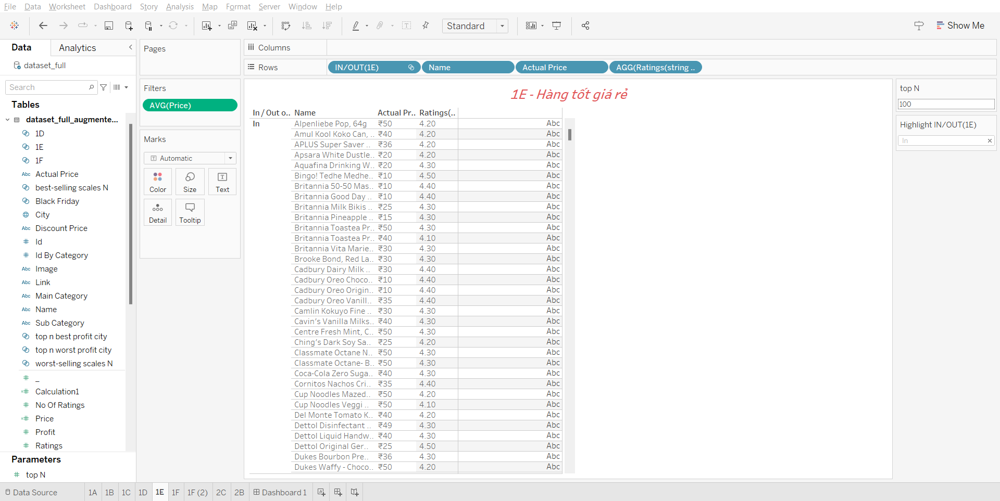 File Data Worksheet Dashboard Story Analysis Map Format Server Window Help
Standard
Show Me
Data Analytics
dataset_full
Search
Tables
dataset_full_augmente...
1D
1E
1F
Abc Actual Price
best-selling scales N
Black Friday
City
Abc Discount Price
# Id
# Id By Category
Abc Image
Abc Link
Abc Main Category
Abc Name
Abc Sub Category
top n best profit city
top n worst profit city
worst-selling scales N
# _
=# Calculation1
# No Of Ratings
=# Price
# Profit
# Ratings
Parameters
# top N
Pages
Filters
AVG(Price)
Marks
T Automatic
Color
Size
T Text
Detail
Tooltip
Columns
Rows IN/OUT(1E) Name Actual Price AGG(Ratings(string ..
1E - Hàng tốt giá rẻ
In / Out o.. Name Actual Pr.. Ratings(..
In Alpenliebe Pop, 64g ₹50 4.20 Abc
Amul Kool Koko Can, .. ₹40 4.20 Abc
APLUS Super Saver .. ₹36 4.20 Abc
Apsara White Dustle.. ₹20 4.20 Abc
Aquafina Drinking W.. ₹20 4.30 Abc
Bingo! Tedhe Medhe.. ₹10 4.50 Abc
Britannia 50-50 Mas.. ₹10 4.40 Abc
Britannia Good Day .. ₹10 4.40 Abc
Britannia Milk Bikis .. ₹25 4.30 Abc
Britannia Pineapple .. ₹15 4.30 Abc
Britannia Toastea Pr.. ₹50 4.30 Abc
Britannia Toastea Pr.. ₹40 4.10 Abc
Britannia Vita Marie.. ₹30 4.30 Abc
Brooke Bond, Red La.. ₹30 4.30 Abc
Cadbury Dairy Milk .. ₹30 4.40 Abc
Cadbury Oreo Choco.. ₹10 4.40 Abc
Cadbury Oreo Origin.. ₹10 4.40 Abc
Cadbury Oreo Vanill.. ₹35 4.40 Abc
Camlin Kokuyo Fine .. ₹30 4.30 Abc
Cavin's Vanilla Milks.. ₹40 4.30 Abc
Centre Fresh Mint, C.. ₹50 4.30 Abc
Ching's Dark Soy Sa.. ₹25 4.20 Abc
Classmate Octane N.. ₹50 4.30 Abc
Classmate Octane- B.. ₹50 4.30 Abc
Coca-Cola Zero Suga.. ₹40 4.30 Abc
Cornitos Nachos Cri.. ₹35 4.40 Abc
Cup Noodles Mazed.. ₹50 4.20 Abc
Cup Noodles Veggi .. ₹50 4.10 Abc
Del Monte Tomato K.. ₹40 4.20 Abc
Dettol Disinfectant .. ₹49 4.30 Abc
Dettol Liquid Handw.. ₹40 4.30 Abc
Dettol Original Ger.. ₹25 4.50 Abc
Dukes Bourbon Pre.. ₹36 4.30 Abc
Dukes Waffy - Choco.. ₹50 4.20 Abc
top N
100
Highlight IN/OUT(1E)
In
Data Source 1A 1B 1C 1D 1E 1F 1F (2) 2C 2B Dashboard 1